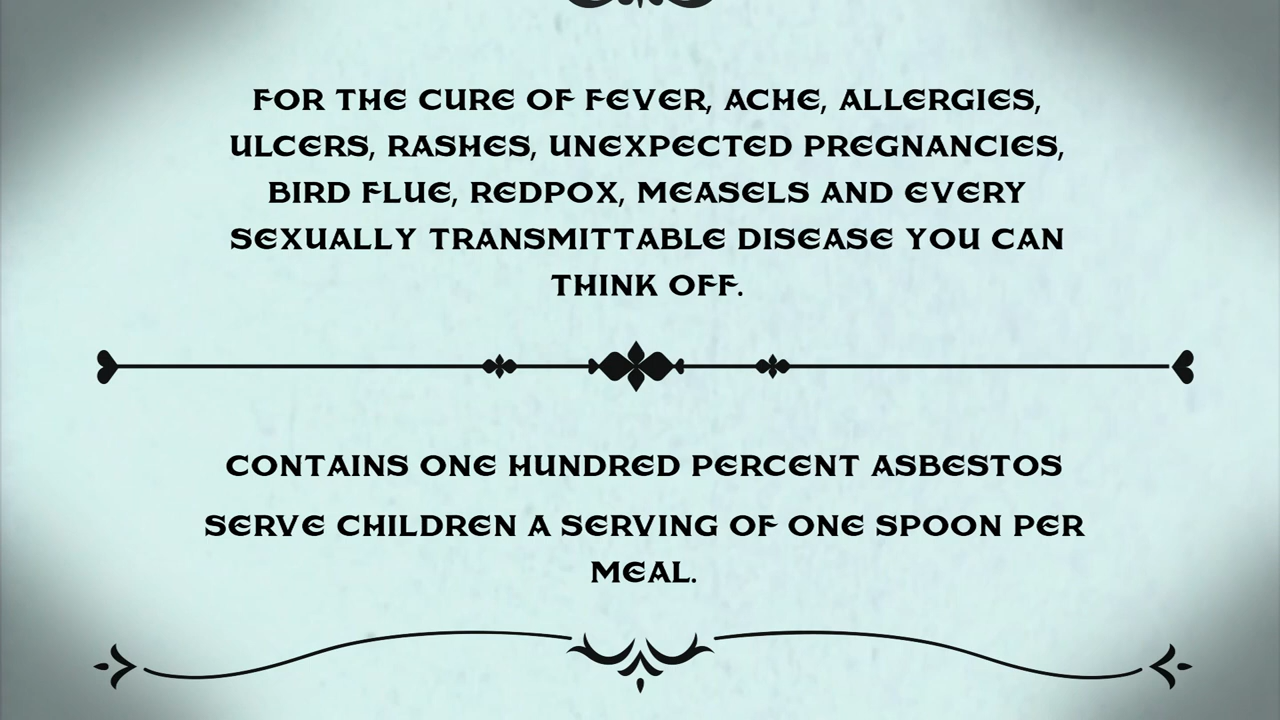 FOR THE CURE OF FEVER, ACHE, ALLERGIES,
ULCERS, RASHES, UNEXPECTED PREGNANCIES,
BIRD FLUE, REDPOX, MEASELS AND EVERY
SEXUALLY TRANSMITTABLE DISEASE YOU CAN
THINK OFF.
CONTAINS ONE HUNDRED PERCENT ASBESTOS
SERVE CHILDREN A SERVING OF ONE SPOON PER
MEAL.